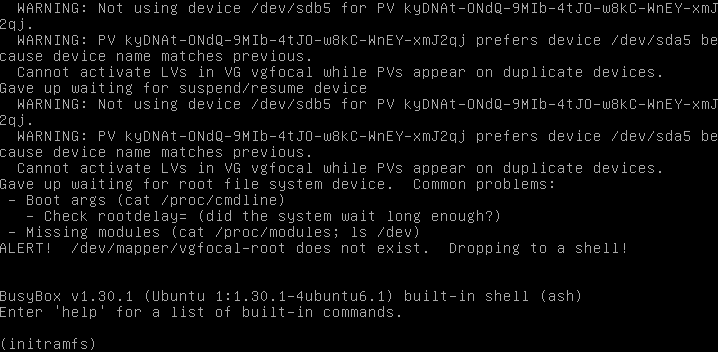 WARNING: Not using device /dev/sdb5 for PV kyDNAt-ONdQ-9MIb-4tJO-w8kC-WnEY-xmJ
2qj.
  WARNING: PV kyDNAt-ONdQ-9MIb-4tJO-w8kC-WnEY-xmJ2qj prefers device /dev/sda5 be
cause device name matches previous.
  Cannot activate LVs in VG vgfocal while PVs appear on duplicate devices.
Gave up waiting for suspend/resume device
  WARNING: Not using device /dev/sdb5 for PV kyDNAt-ONdQ-9MIb-4tJO-w8kC-WnEY-xmJ
2qj.
  WARNING: PV kyDNAt-ONdQ-9MIb-4tJO-w8kC-WnEY-xmJ2qj prefers device /dev/sda5 be
cause device name matches previous.
  Cannot activate LVs in VG vgfocal while PVs appear on duplicate devices.
Gave up waiting for root file system device.  Common problems:
 - Boot args (cat /proc/cmdline)
   - Check rootdelay= (did the system wait long enough?)
 - Missing modules (cat /proc/modules; ls /dev)
ALERT!  /dev/mapper/vgfocal-root does not exist.  Dropping to a shell!
BusyBox v1.30.1 (Ubuntu 1:1.30.1-4ubuntu6.1) built-in shell (ash)
Enter 'help' for a list of built-in commands.
(initramfs)